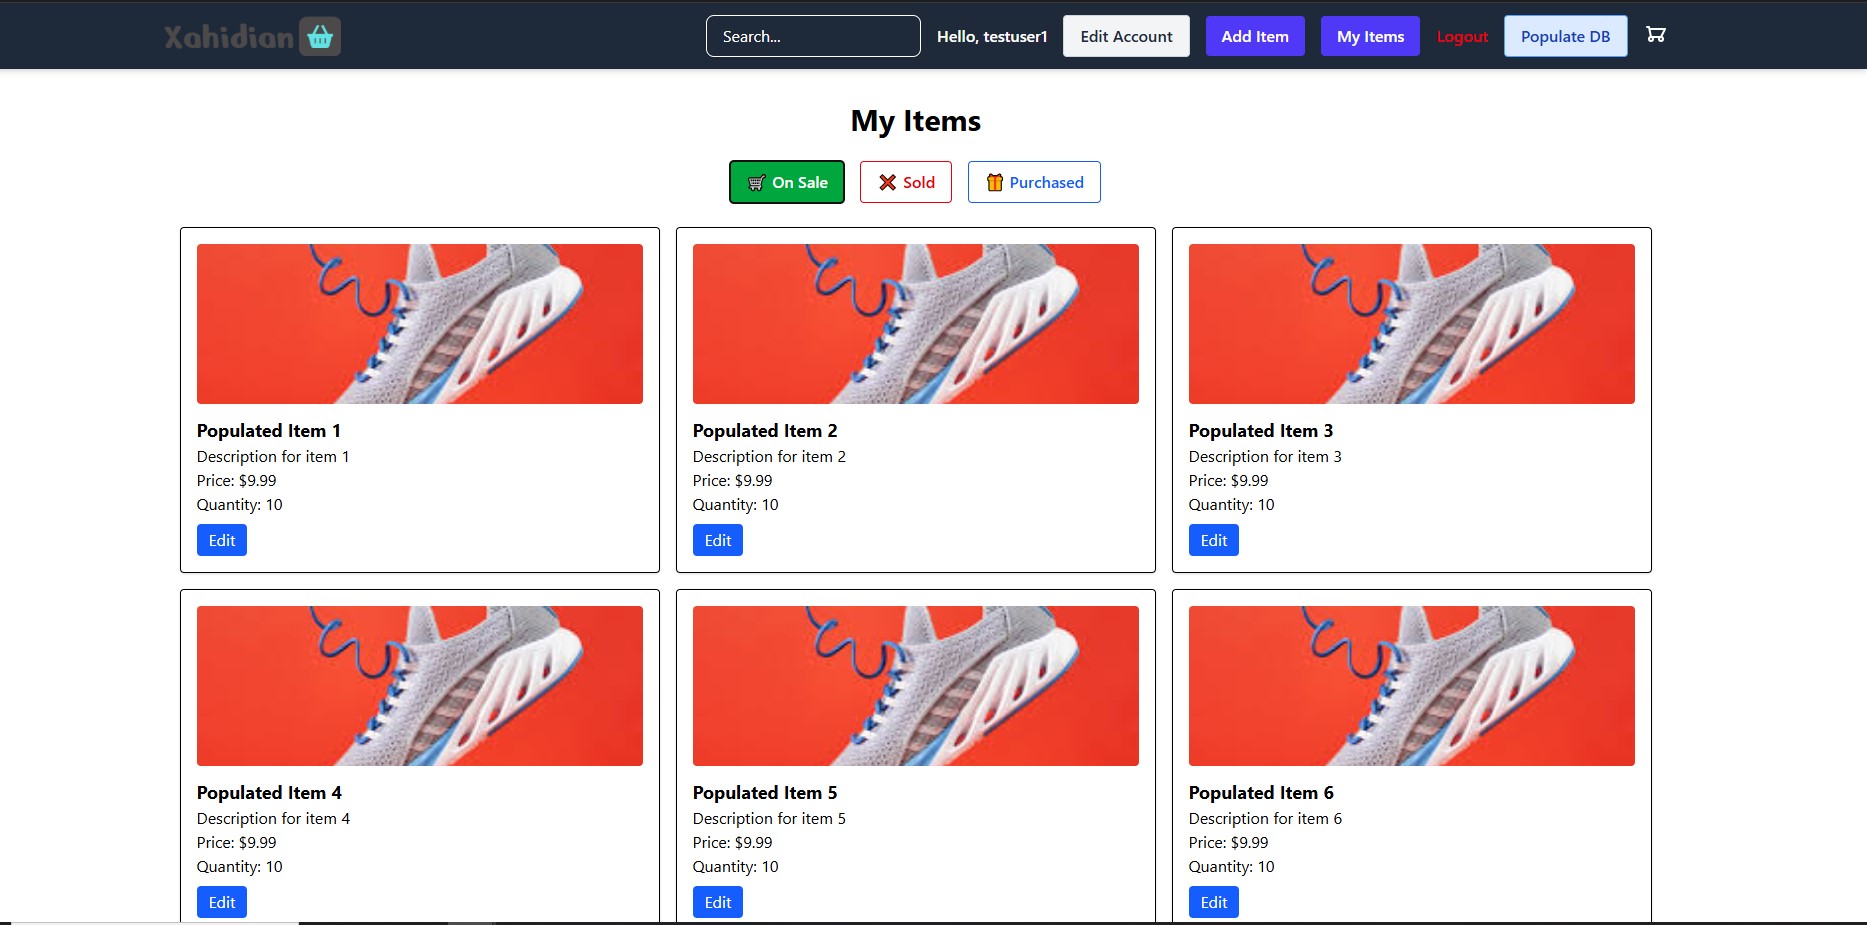 Xahidian
Search...
Hello, testuser1
Edit Account
Add Item
My Items
Logout
Populate DB
My Items
On Sale
Sold
Purchased
Populated Item 1
Description for item 1
Price: $9.99
Quantity: 10
Edit
Populated Item 2
Description for item 2
Price: $9.99
Quantity: 10
Edit
Populated Item 3
Description for item 3
Price: $9.99
Quantity: 10
Edit
Populated Item 4
Description for item 4
Price: $9.99
Quantity: 10
Edit
Populated Item 5
Description for item 5
Price: $9.99
Quantity: 10
Edit
Populated Item 6
Description for item 6
Price: $9.99
Quantity: 10
Edit